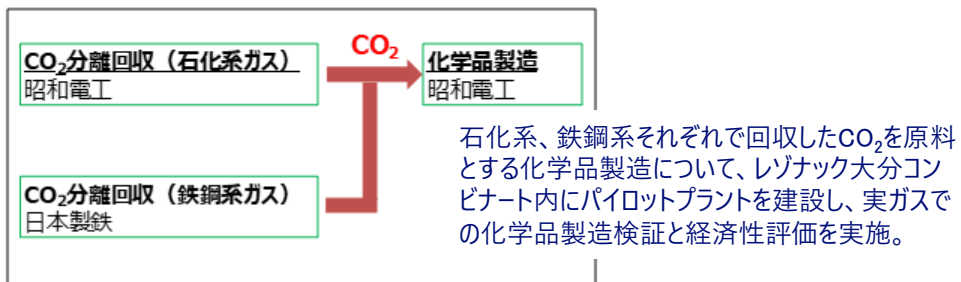 CO₂分離回収（石化系ガス）
昭和電工
CO₂
化学品製造
昭和電工
CO₂分離回収（鉄鋼系ガス）
日本製鉄
石化系、鉄鋼系それぞれで回収したCO₂を原料
とする化学品製造について、レゾナック大分コン
ビナート内にパイロットプラントを建設し、実ガスで
の化学品製造検証と経済性評価を実施。